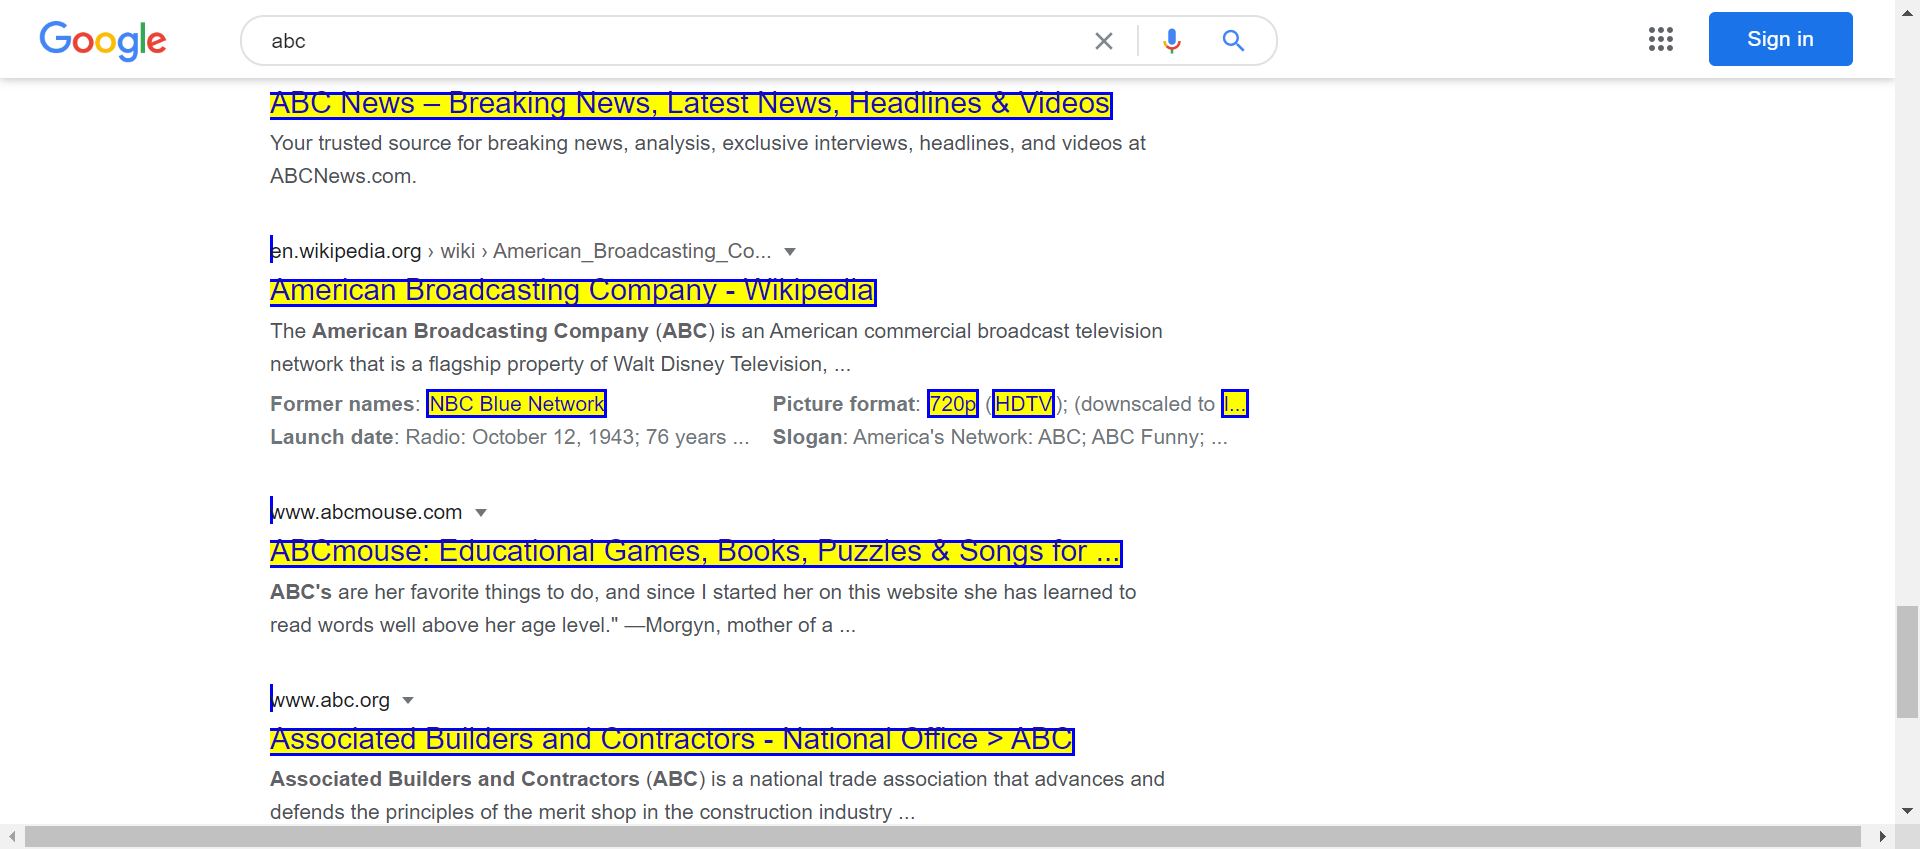 Google
abc
Sign in
ABC News – Breaking News, Latest News, Headlines & Videos
Your trusted source for breaking news, analysis, exclusive interviews, headlines, and videos at
ABCNews.com.
en.wikipedia.org › wiki › American_Broadcasting_Co...
American Broadcasting Company - Wikipedia
The American Broadcasting Company (ABC) is an American commercial broadcast television
network that is a flagship property of Walt Disney Television, ...
Former names: NBC Blue Network
Picture format: 720p (HDTV); (downscaled to l...
Launch date: Radio: October 12, 1943; 76 years ...
Slogan: America's Network: ABC; ABC Funny; ...
www.abcmouse.com
ABCmouse: Educational Games, Books, Puzzles & Songs for ...
ABC's are her favorite things to do, and since I started her on this website she has learned to
read words well above her age level." —Morgyn, mother of a ...
www.abc.org
Associated Builders and Contractors - National Office > ABC
Associated Builders and Contractors (ABC) is a national trade association that advances and
defends the principles of the merit shop in the construction industry ...